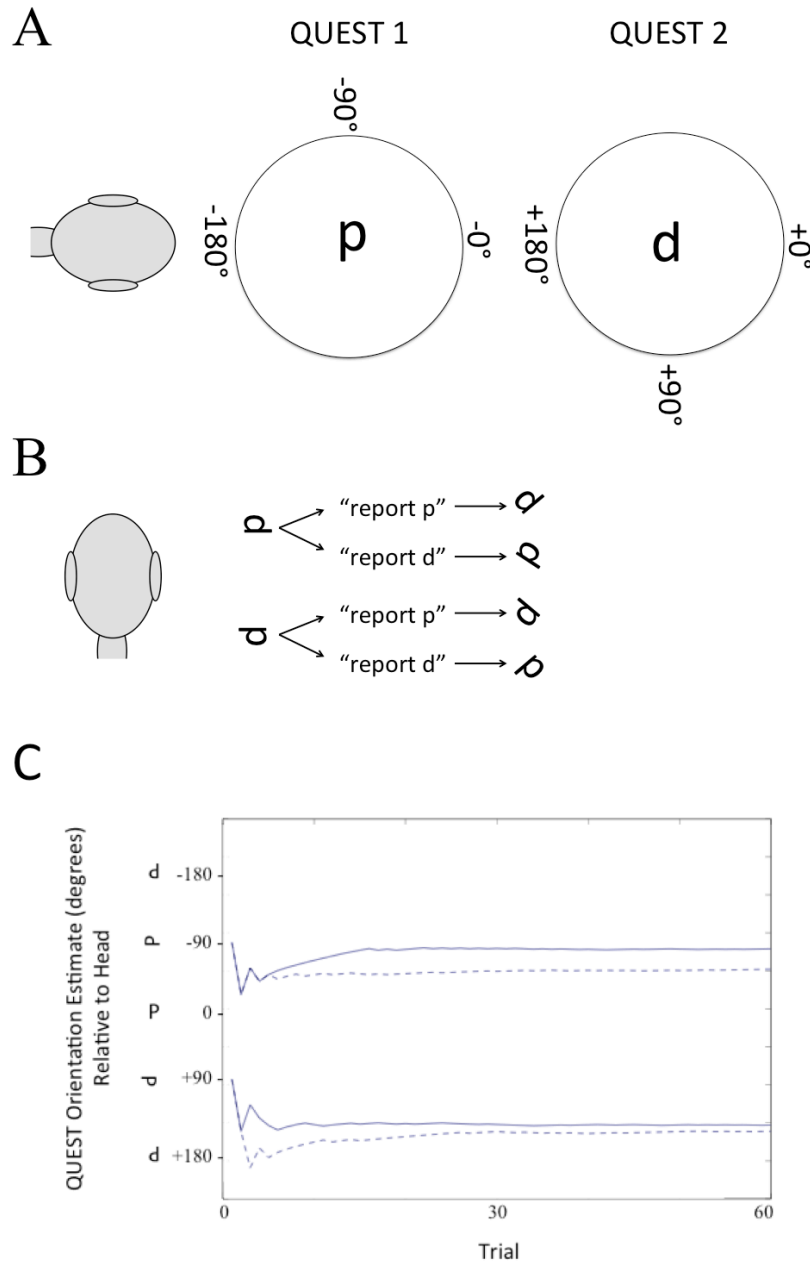 A
QUEST 1
QUEST 2
-90°
-180°
p
-0°
+180°
d
+0°
+90°
B
d
"report p"
d
"report d"
d
p
"report p"
p
"report d"
p
C
QUEST Orientation Estimate (degrees)
Relative to Head
d -180
p -90
p 0
d +90
d +180
0
30
60
Trial